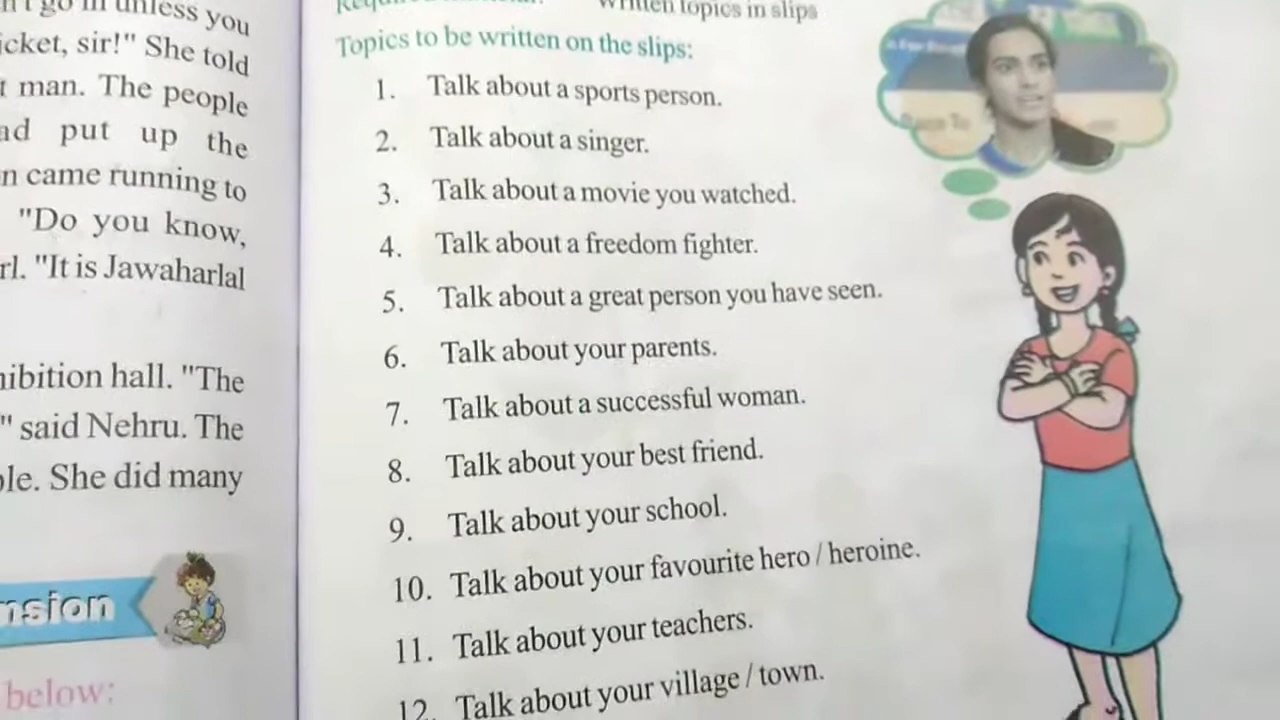 go in unless you
icket, sir!" She told
t man. The people
ad put up the
n came running to
"Do you know,
rl. "It is Jawaharlal
hibition hall. "The
" said Nehru. The
ole. She did many
nsion
below:
Written topics in slips
Topics to be written on the slips:
1. Talk about a sports person.
2. Talk about a singer.
3. Talk about a movie you watched.
4. Talk about a freedom fighter.
5. Talk about a great person you have seen.
6. Talk about your parents.
7. Talk about a successful woman.
8. Talk about your best friend.
9. Talk about your school.
10. Talk about your favourite hero / heroine.
11. Talk about your teachers.
12. Talk about your village / town.